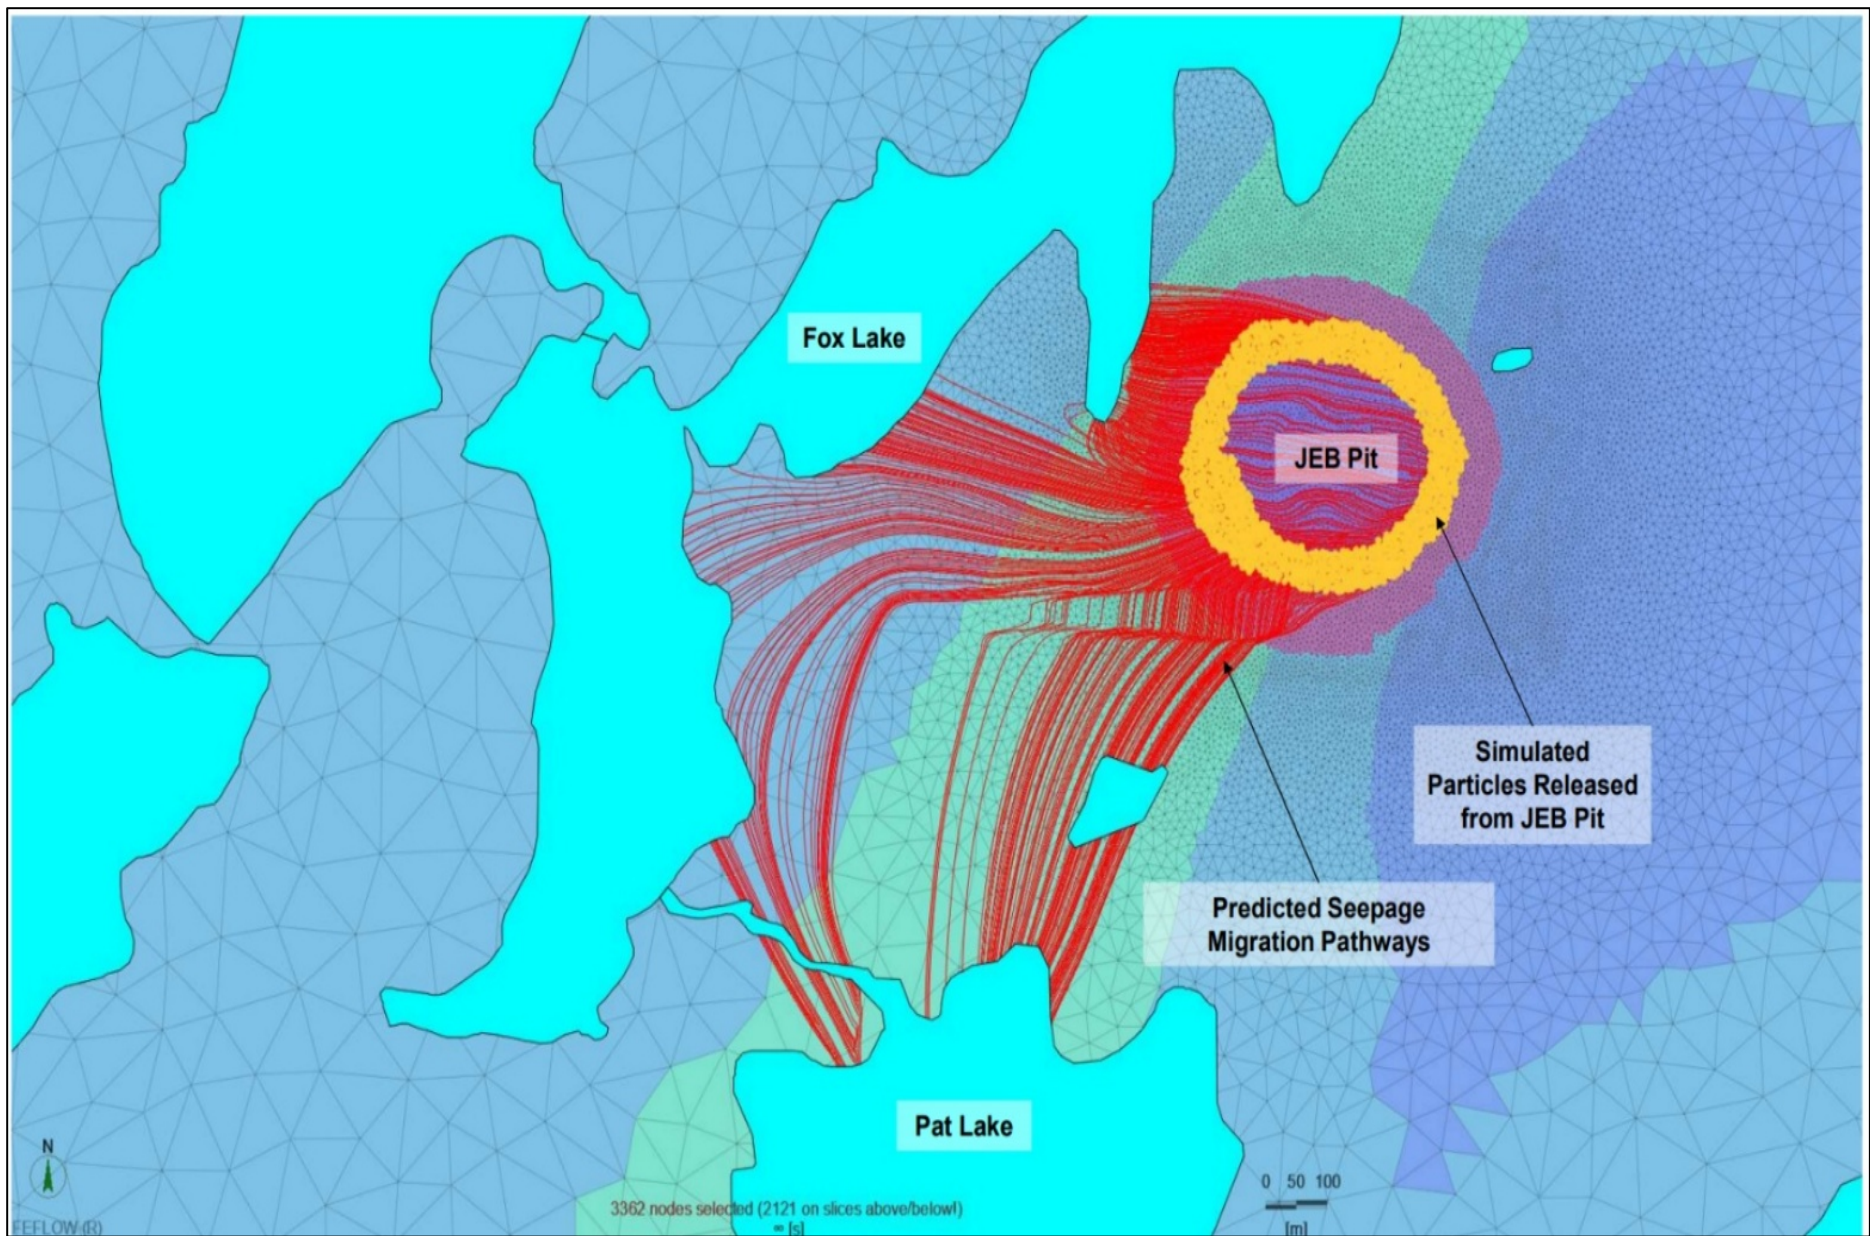 Fox Lake
JEB Pit
Simulated
Particles Released
from JEB Pit
Predicted Seepage
Migration Pathways
Pat Lake
N
0 50 100
[m]
3362 nodes selected (2121 on slices above/below!)
∞ [s]
FEFLOW (R)